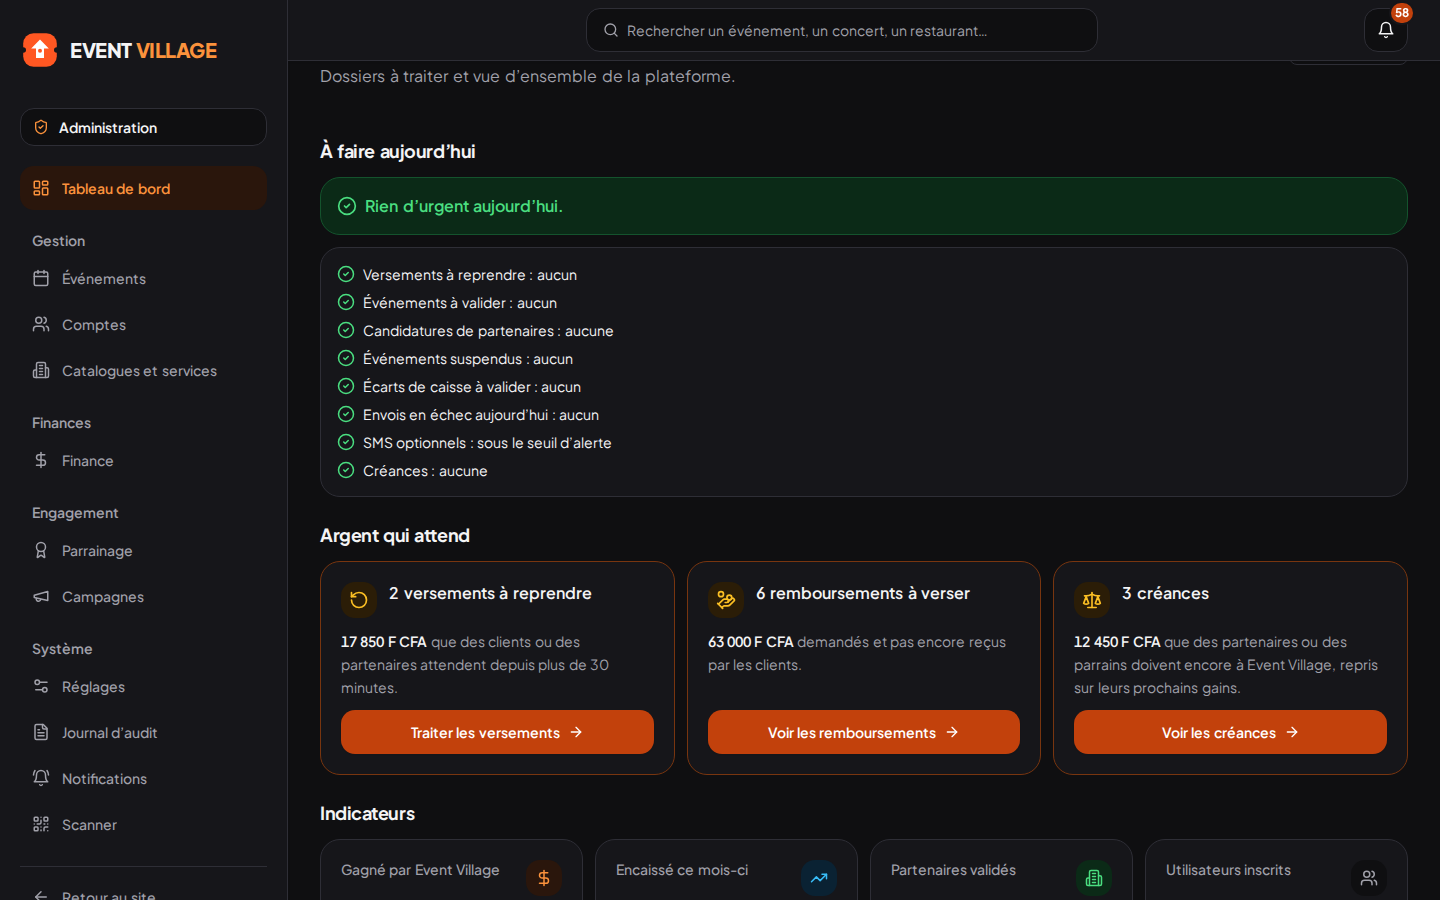 EVENT VILLAGE
Rechercher un événement, un concert, un restaurant...
58
Administration
Tableau de bord
Gestion
Événements
Comptes
Catalogues et services
Finances
Finance
Engagement
Parrainage
Campagnes
Système
Réglages
Journal d’audit
Notifications
Scanner
Retour au site
Dossiers à traiter et vue d’ensemble de la plateforme.
À faire aujourd’hui
Rien d’urgent aujourd’hui.
Versements à reprendre : aucun
Événements à valider : aucun
Candidatures de partenaires : aucune
Événements suspendus : aucun
Écarts de caisse à valider : aucun
Envois en échec aujourd’hui : aucun
SMS optionnels : sous le seuil d’alerte
Créances : aucune
Argent qui attend
2 versements à reprendre
17 850 F CFA que des clients ou des
partenaires attendent depuis plus de 30
minutes.
Traiter les versements
6 remboursements à verser
63 000 F CFA demandés et pas encore reçus
par les clients.
Voir les remboursements
3 créances
12 450 F CFA que des partenaires ou des
parrains doivent encore à Event Village, repris
sur leurs prochains gains.
Voir les créances
Indicateurs
Gagné par Event Village
Encaissé ce mois-ci
Partenaires validés
Utilisateurs inscrits